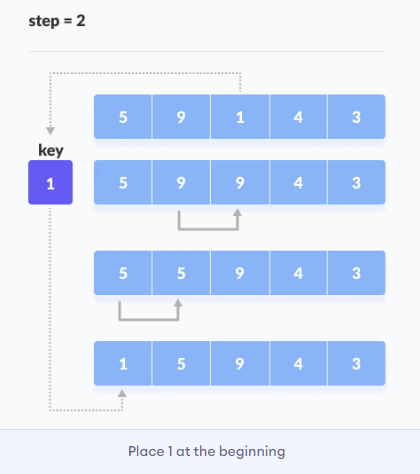 step = 2
5 9 1 4 3
key
1 5 9 9 4 3
5 5 9 4 3
1 5 9 4 3
Place 1 at the beginning